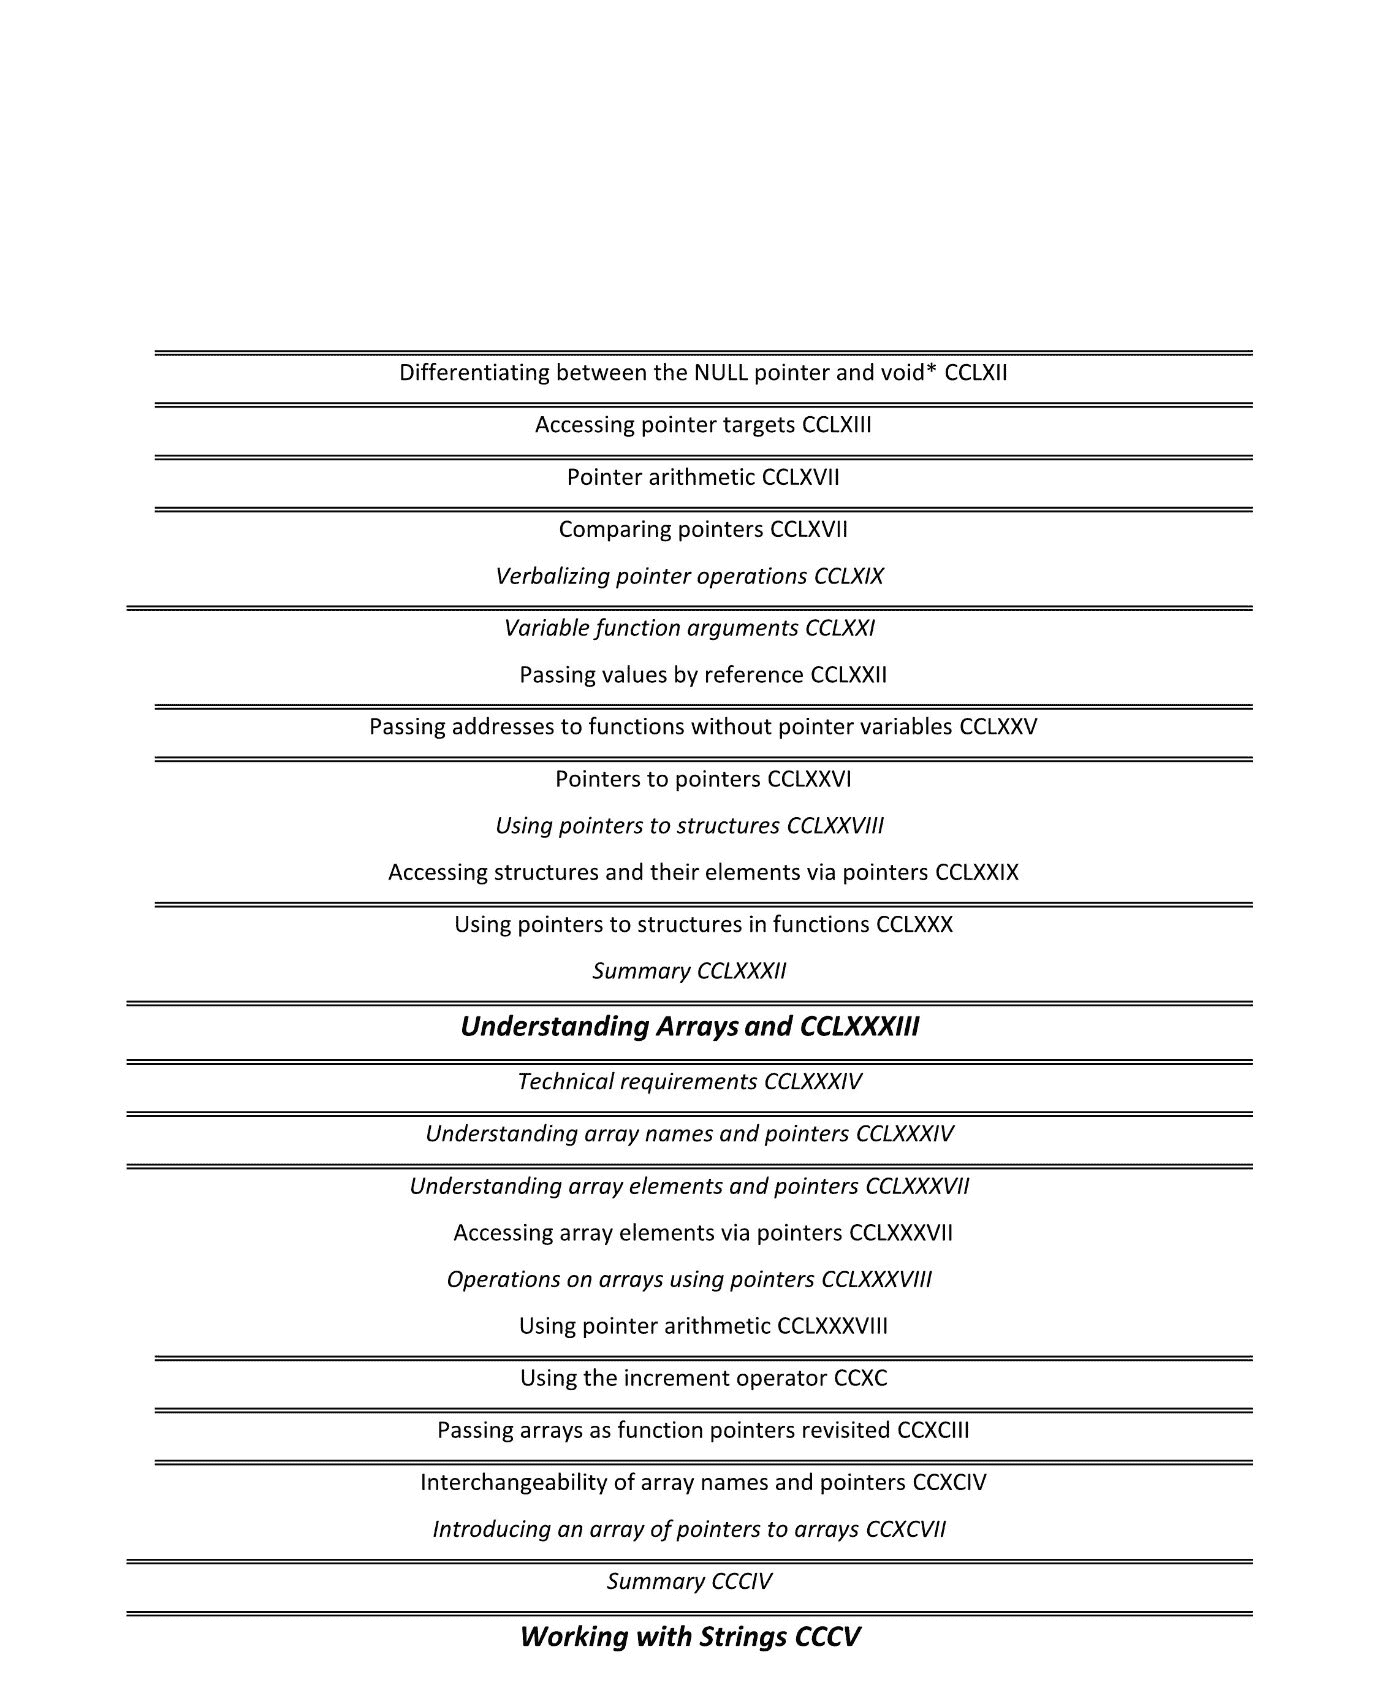 Differentiating between the NULL pointer and void* CCLXII
Accessing pointer targets CCLXIII
Pointer arithmetic CCLXVII
Comparing pointers CCLXVII
Verbalizing pointer operations CCLXIX
Variable function arguments CCLXXI
Passing values by reference CCLXXII
Passing addresses to functions without pointer variables CCLXXV
Pointers to pointers CCLXXVI
Using pointers to structures CCLXXVIII
Accessing structures and their elements via pointers CCLXXIX
Using pointers to structures in functions CCLXXX
Summary CCLXXXII
Understanding Arrays and CCLXXXIII
Technical requirements CCLXXXIV
Understanding array names and pointers CCLXXXIV
Understanding array elements and pointers CCLXXXVII
Accessing array elements via pointers CCLXXXVII
Operations on arrays using pointers CCLXXXVIII
Using pointer arithmetic CCLXXXVIII
Using the increment operator CCXC
Passing arrays as function pointers revisited CCXCIII
Interchangeability of array names and pointers CCXCIV
Introducing an array of pointers to arrays CCXCVII
Summary CCCIV
Working with Strings CCCV